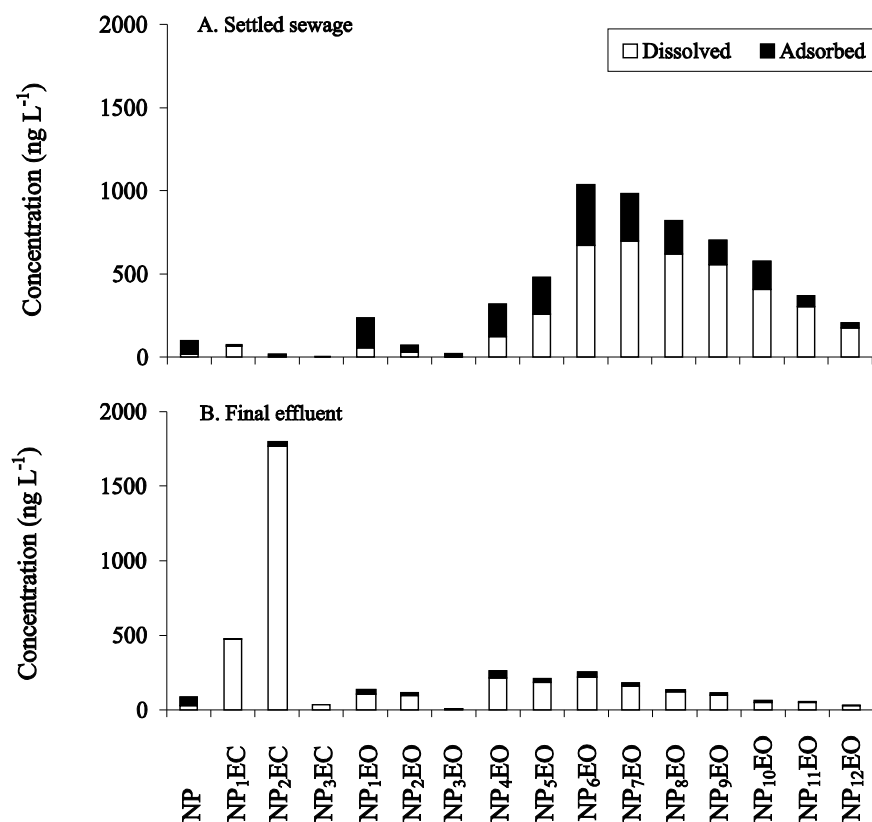 A. Settled sewage
Dissolved Adsorbed
Concentration (ng L⁻¹)
2000
1500
1000
500
0
B. Final effluent
Concentration (ng L⁻¹)
2000
1500
1000
500
0
NP
NP₁EC
NP₂EC
NP₃EC
NP₁EO
NP₂EO
NP₃EO
NP₄EO
NP₅EO
NP₆EO
NP₇EO
NP₈EO
NP₉EO
NP₁₀EO
NP₁₁EO
NP₁₂EO